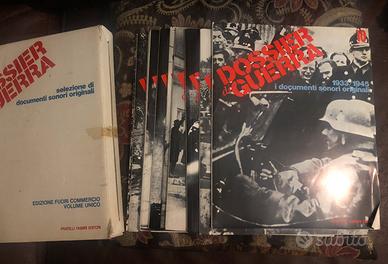 DOSSIER
GUERRA
selezione di
documenti sonori originali
EDIZIONE FUORI COMMERCIO
VOLUME UNICO
FRATELLI FABBRI EDITORI
10
DOSSIER
GUERRA
1933/1945
i documenti sonori originali
subito